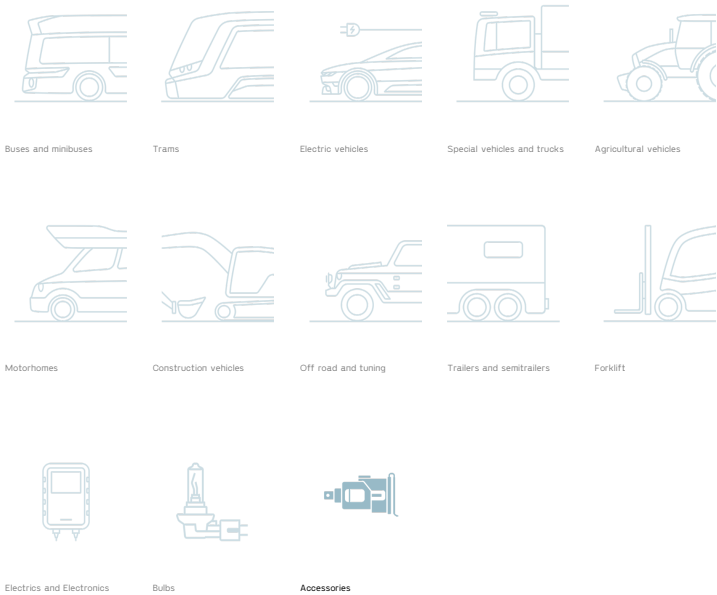 Buses and minibuses
Trams
Electric vehicles
Special vehicles and trucks
Agricultural vehicles
Motorhomes
Construction vehicles
Off road and tuning
Trailers and semitrailers
Forklift
Electrics and Electronics
Bulbs
Accessories